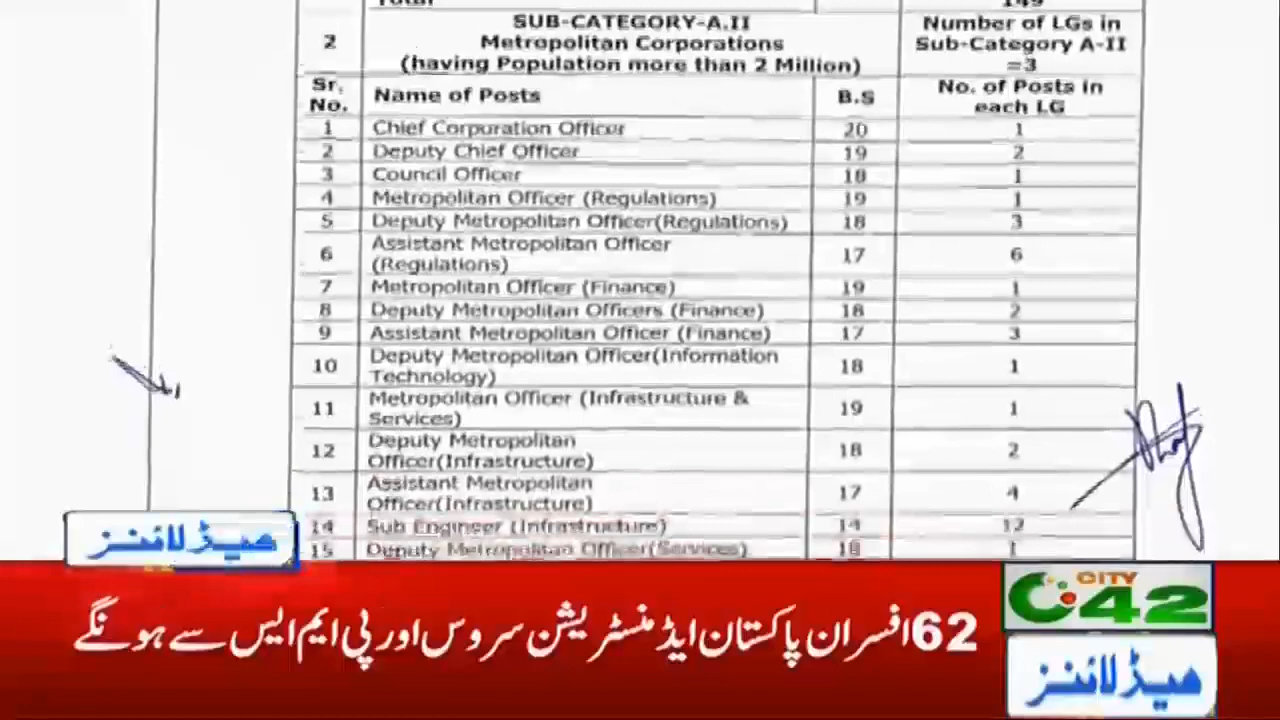 Total 149
2 SUB-CATEGORY-A.II Metropolitan Corporations (having Population more than 2 Million) Number of LGs in Sub-Category A-II =3
Sr. No. Name of Posts B.S No. of Posts in each LG
1 Chief Corporation Officer 20 1
2 Deputy Chief Officer 19 2
3 Council Officer 18 1
4 Metropolitan Officer (Regulations) 19 1
5 Deputy Metropolitan Officer(Regulations) 18 3
6 Assistant Metropolitan Officer (Regulations) 17 6
7 Metropolitan Officer (Finance) 19 1
8 Deputy Metropolitan Officers (Finance) 18 2
9 Assistant Metropolitan Officer (Finance) 17 3
10 Deputy Metropolitan Officer(Information Technology) 18 1
11 Metropolitan Officer (Infrastructure & Services) 19 1
12 Deputy Metropolitan Officer(Infrastructure) 18 2
13 Assistant Metropolitan Officer(Infrastructure) 17 4
14 Sub Engineer (Infrastructure) 14 12
15 Deputy Metropolitan Officer(Services) 18 1
ہیڈلائنز
62 افسران پاکستان ایڈمنسٹریشن سروس اور پی ایم ایس سے ہونگے
CITY
42
ہیڈلائنز